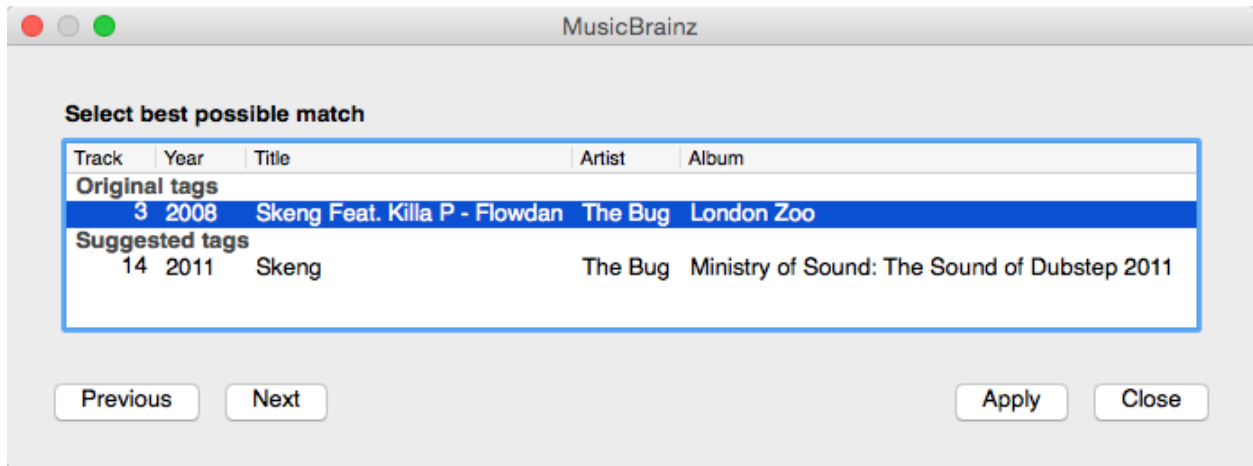 MusicBrainz
Select best possible match
Track Year Title Artist Album
Original tags
3 2008 Skeng Feat. Killa P - Flowdan The Bug London Zoo
Suggested tags
14 2011 Skeng The Bug Ministry of Sound: The Sound of Dubstep 2011
Previous Next Apply Close